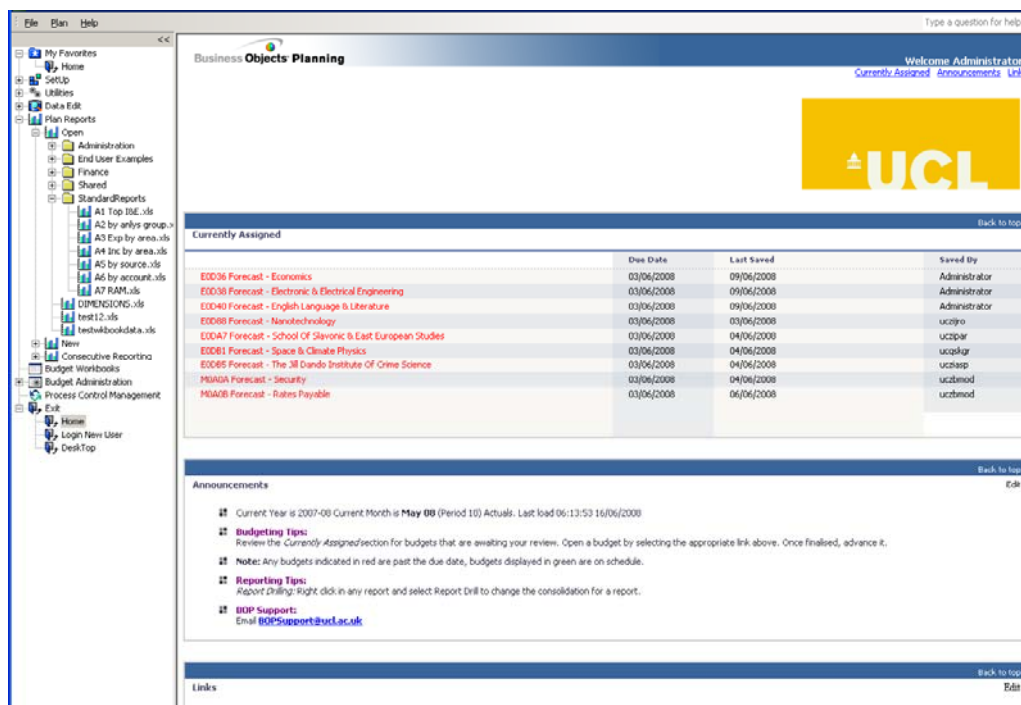 File Plan Help
Type a question for help
<<
My Favorites
Home
SetUp
Utilities
Data Edit
Plan Reports
Open
Administration
End User Examples
Finance
Shared
StandardReports
A1 Top I&E.xls
A2 by anlys group.x
A3 Exp by area.xls
A4 Inc by area.xls
A5 by source.xls
A6 by account.xls
A7 RAM.xls
DIMENSIONS.xls
test12.xls
testwkbookdata.xls
New
Consecutive Reporting
Budget Workbooks
Budget Administration
Process Control Management
Exit
Home
Login New User
DeskTop
Business Objects Planning
Welcome Administrator
Currently Assigned Announcements Link
UCL
Back to top
Currently Assigned
Due Date Last Saved Saved By
E0D36 Forecast - Economics 03/06/2008 09/06/2008 Administrator
E0D38 Forecast - Electronic & Electrical Engineering 03/06/2008 09/06/2008 Administrator
E0D40 Forecast - English Language & Literature 03/06/2008 09/06/2008 Administrator
E0D88 Forecast - Nanotechnology 03/06/2008 03/06/2008 uczijro
E0DA7 Forecast - School Of Slavonic & East European Studies 03/06/2008 04/06/2008 uczipar
E0DB1 Forecast - Space & Climate Physics 03/06/2008 04/06/2008 ucqskgr
E0DB5 Forecast - The Jill Dando Institute Of Crime Science 03/06/2008 04/06/2008 ucziasp
M0A0A Forecast - Security 03/06/2008 04/06/2008 uczbmod
M0A0B Forecast - Rates Payable 03/06/2008 06/06/2008 uczbmod
Back to top
Announcements Edit
Current Year is 2007-08 Current Month is May 08 (Period 10) Actuals. Last load 06:13:53 16/06/2008
Budgeting Tips:
Review the Currently Assigned section for budgets that are awaiting your review. Open a budget by selecting the appropriate link above. Once finalised, advance it.
Note: Any budgets indicated in red are past the due date, budgets displayed in green are on schedule.
Reporting Tips:
Report Drilling: Right click in any report and select Report Drill to change the consolidation for a report.
BOP Support:
Email BOPSupport@ucl.ac.uk
Back to top
Links Edit